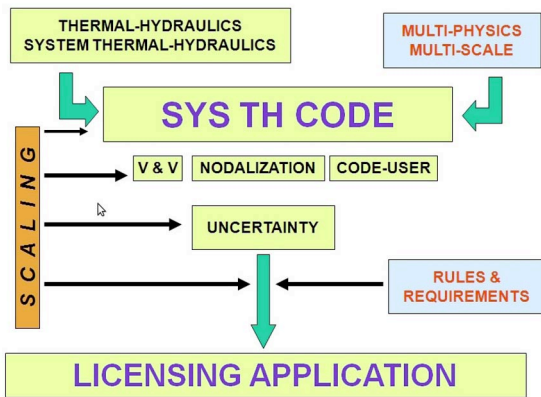 THERMAL-HYDRAULICS
SYSTEM THERMAL-HYDRAULICS
MULTI-PHYSICS
MULTI-SCALE
SYS TH CODE
SCALING
V & V
NODALIZATION
CODE-USER
UNCERTAINTY
RULES &
REQUIREMENTS
LICENSING APPLICATION